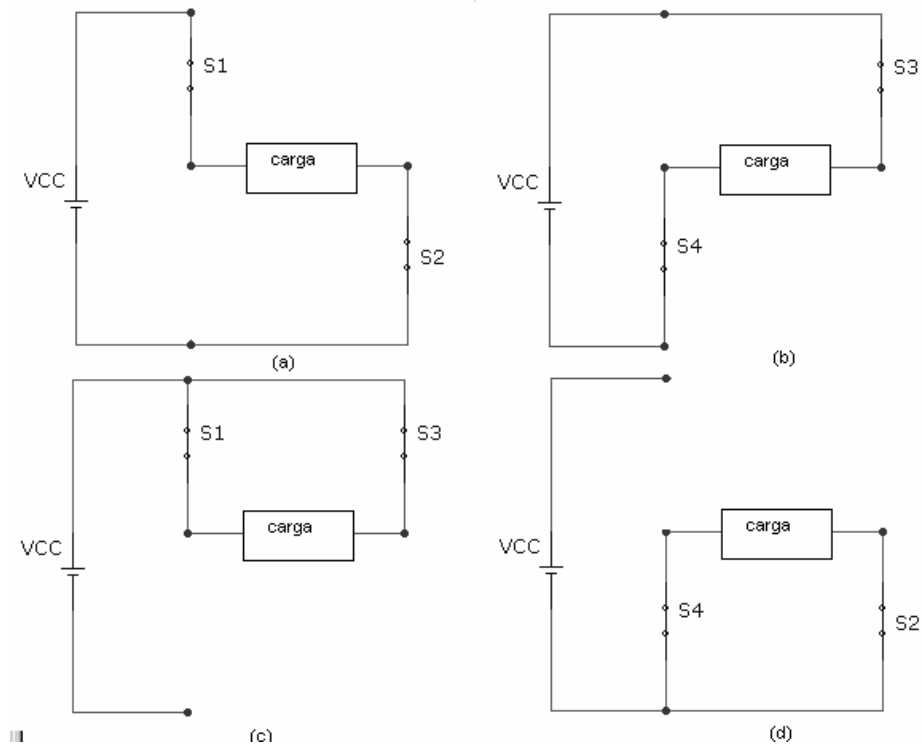 S1
carga
VCC
S2
(a)
S3
carga
VCC
S4
(b)
S1
S3
carga
VCC
(c)
carga
VCC
S4
S2
(d)